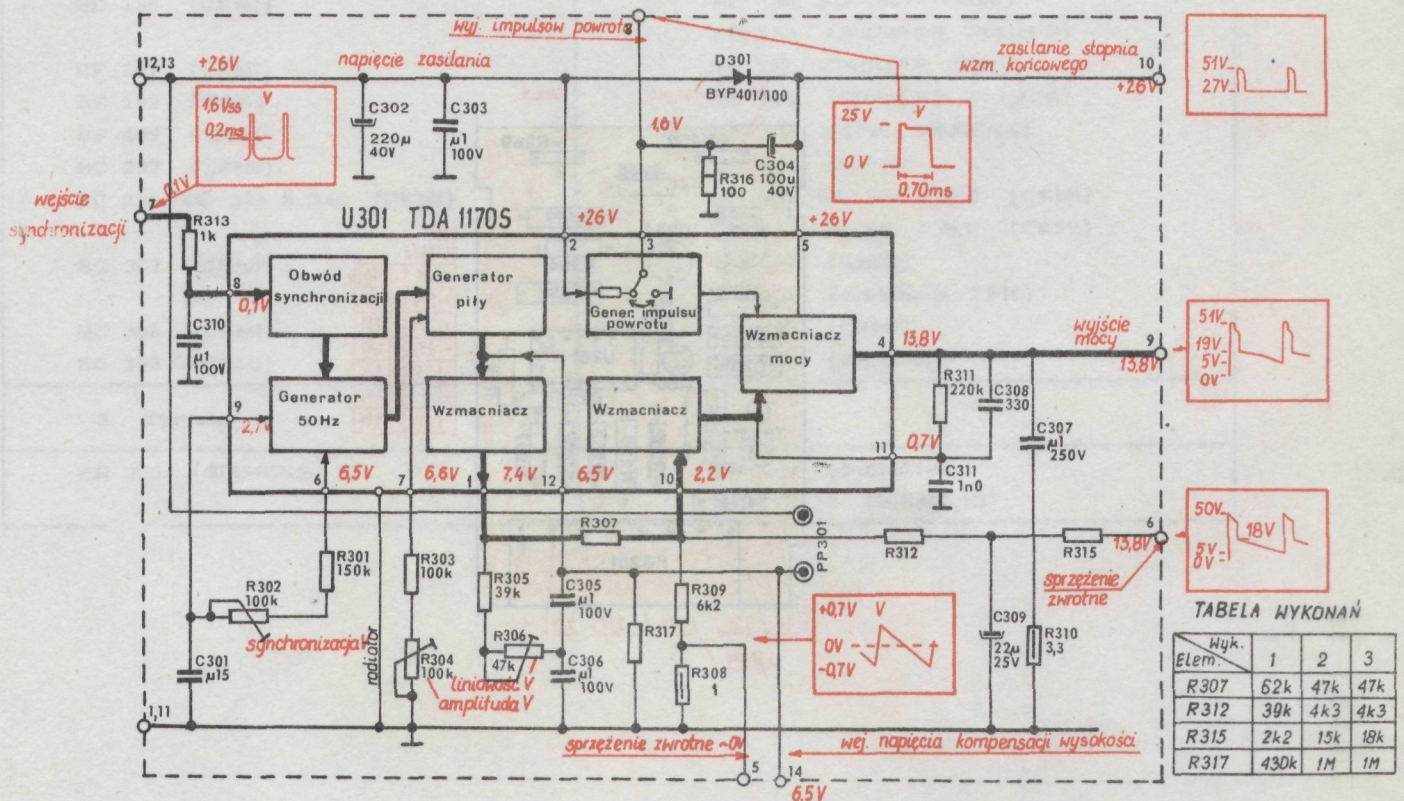 wyj. impulsów powrotu
8
12,13
+26V
napięcie zasilania
D301
BYP401/100
zasilanie stopnia
wzm. końcowego
10
+26V
51V
27V
1,6Vss
0,2ms
V
C302
220µ
40V
C303
µ1
100V
1,6V
R316
100
C304
100u
40V
25V
V
0V
0,70ms
0,1V
7
wejście
synchronizacji
R313
1k
U301 TDA 1170S
+26V
2
3
+26V
5
8
0,1V
Obwód
synchronizacji
Generator
piły
Gener. impulsu
powrotu
Wzmacniacz
mocy
4
13,8V
wyjście
mocy
9
13,8V
51V
19V
5V
0V
C310
µ1
100V
9
2,7V
Generator
50Hz
Wzmacniacz
Wzmacniacz
R311
220k
C308
330
C307
µ1
250V
11
0,7V
C311
1n0
6,5V
6
6,6V
7
7,4V
1
12
6,5V
10
2,2V
R307
PP301
R312
R315
6
13,8V
sprzężenie
zwrotne
50V
18V
5V
0V
R301
150k
R302
100k
synchronizacja V
C301
µ15
radiator
R303
100k
R304
100k
R305
39k
R306
47k
liniowość V
amplituda V
C305
µ1
100V
C306
µ1
100V
R317
R309
6k2
R308
1
+0,7V
V
0V
-0,7V
C309
22µ
25V
R310
3,3
1,11
sprzężenie zwrotne ~0V
5
wej. napięcia kompensacji wysokości
14
6,5V
TABELA WYKONAŃ
Wyk.
Elem.
1 2 3
R307 62k 47k 47k
R312 39k 4k3 4k3
R315 2k2 15k 18k
R317 430k 1M 1M